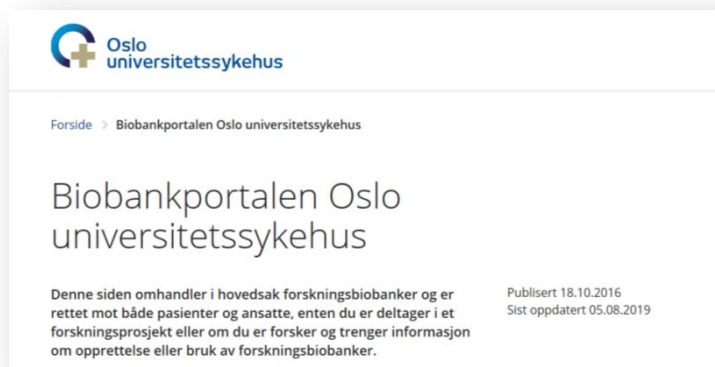 Oslo
universitetssykehus
Forside > Biobankportalen Oslo universitetssykehus
Biobankportalen Oslo
universitetssykehus
Denne siden omhandler i hovedsak forskningsbiobanker og er
rettet mot både pasienter og ansatte, enten du er deltager i et
forskningsprosjekt eller om du er forsker og trenger informasjon
om opprettelse eller bruk av forskningsbiobanker.
Publisert 18.10.2016
Sist oppdatert 05.08.2019